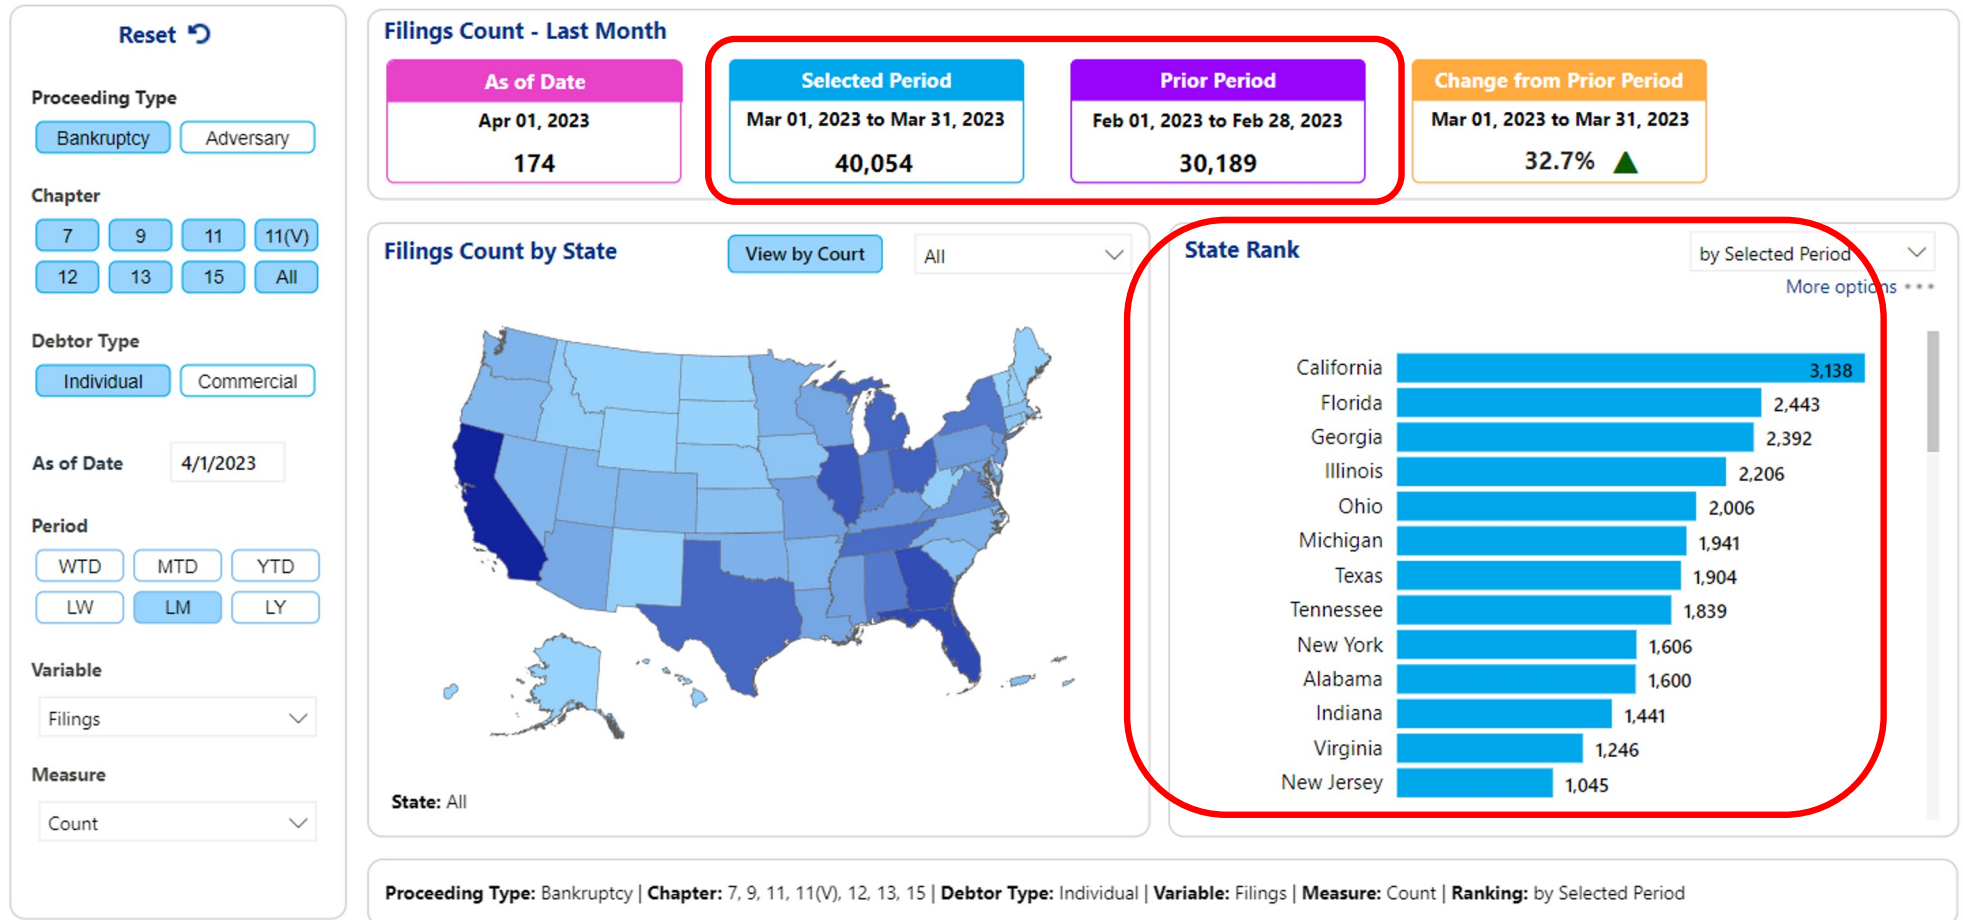 Reset
Proceeding Type
Bankruptcy Adversary
Chapter
7 9 11 11(V)
12 13 15 All
Debtor Type
Individual Commercial
As of Date 4/1/2023
Period
WTD MTD YTD
LW LM LY
Variable
Filings
Measure
Count
Filings Count - Last Month
As of Date
Apr 01, 2023
174
Selected Period
Mar 01, 2023 to Mar 31, 2023
40,054
Prior Period
Feb 01, 2023 to Feb 28, 2023
30,189
Change from Prior Period
Mar 01, 2023 to Mar 31, 2023
32.7%
Filings Count by State View by Court All
State: All
State Rank by Selected Period
More options
California 3,138
Florida 2,443
Georgia 2,392
Illinois 2,206
Ohio 2,006
Michigan 1,941
Texas 1,904
Tennessee 1,839
New York 1,606
Alabama 1,600
Indiana 1,441
Virginia 1,246
New Jersey 1,045
Proceeding Type: Bankruptcy | Chapter: 7, 9, 11, 11(V), 12, 13, 15 | Debtor Type: Individual | Variable: Filings | Measure: Count | Ranking: by Selected Period